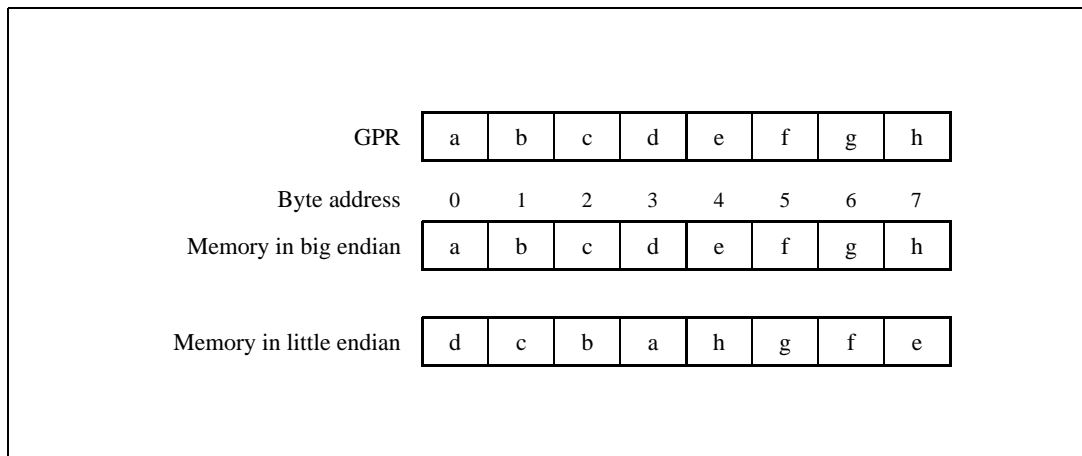 GPR a b c d e f g h
Byte address 0 1 2 3 4 5 6 7
Memory in big endian a b c d e f g h
Memory in little endian d c b a h g f e